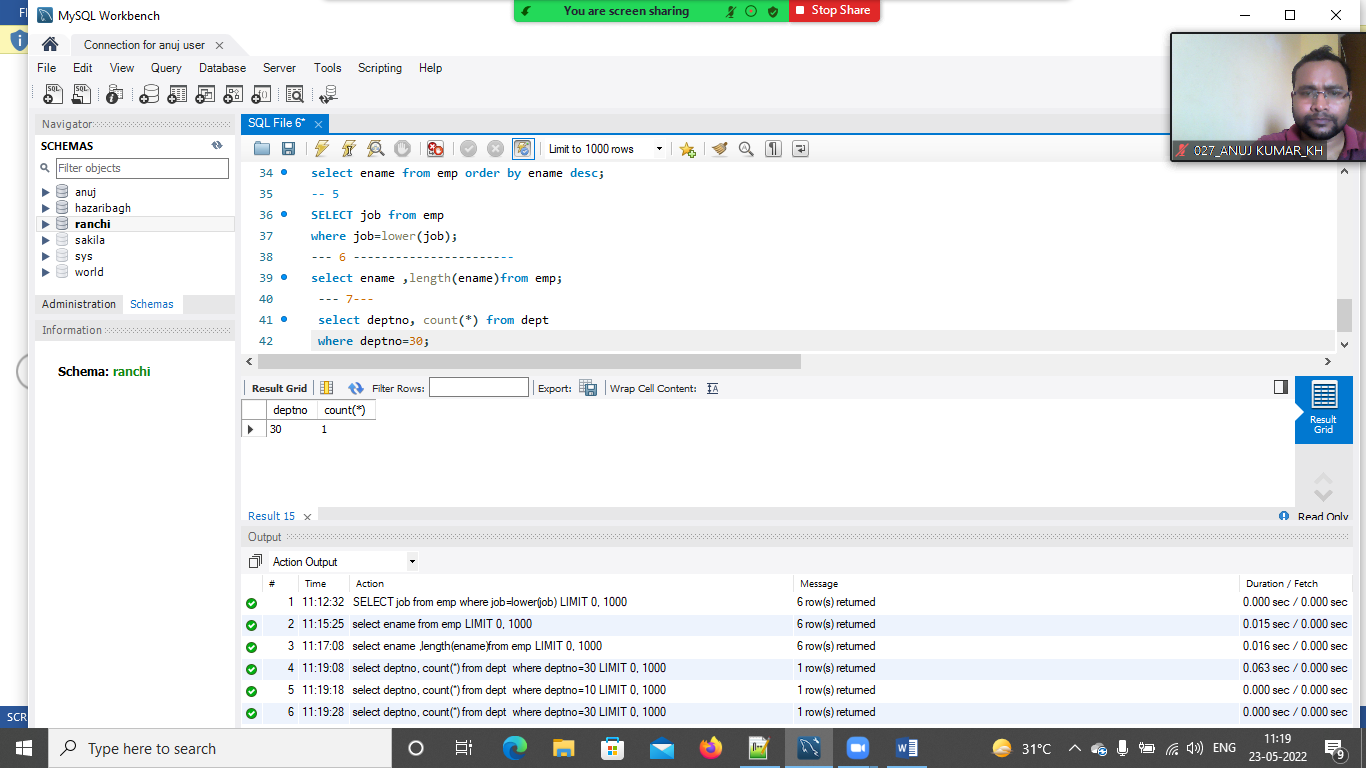 FI
MySQL Workbench
You are screen sharing
Stop Share
Connection for anuj user
File Edit View Query Database Server Tools Scripting Help
Navigator
SCHEMAS
Filter objects
anuj
hazaribagh
ranchi
sakila
sys
world
Administration Schemas
Information
Schema: ranchi
SQL File 6*
Limit to 1000 rows
027_ANUJ KUMAR_KH
34 select ename from emp order by ename desc;
35 -- 5
36 SELECT job from emp
37 where job=lower(job);
38 --- 6 -----------------------
39 select ename ,length(ename)from emp;
40 --- 7---
41 select deptno, count(*) from dept
42 where deptno=30;
Result Grid Filter Rows: Export: Wrap Cell Content:
deptno count(*)
30 1
Result Grid
Result 15
Read Only
Output
Action Output
# Time Action Message Duration / Fetch
1 11:12:32 SELECT job from emp where job=lower(job) LIMIT 0, 1000 6 row(s) returned 0.000 sec / 0.000 sec
2 11:15:25 select ename from emp LIMIT 0, 1000 6 row(s) returned 0.015 sec / 0.000 sec
3 11:17:08 select ename ,length(ename)from emp LIMIT 0, 1000 6 row(s) returned 0.016 sec / 0.000 sec
4 11:19:08 select deptno, count(*) from dept where deptno=30 LIMIT 0, 1000 1 row(s) returned 0.063 sec / 0.000 sec
5 11:19:18 select deptno, count(*) from dept where deptno=10 LIMIT 0, 1000 1 row(s) returned 0.000 sec / 0.000 sec
6 11:19:28 select deptno, count(*) from dept where deptno=30 LIMIT 0, 1000 1 row(s) returned 0.000 sec / 0.000 sec
SCR
Type here to search
31°C
ENG
11:19
23-05-2022
9